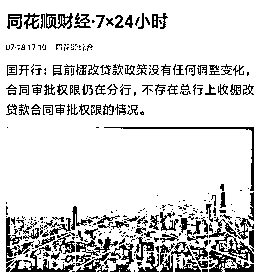 同花顺财经·7×24小时
07-28 17:19
国开行：目前棚改贷款政策没有任何调整变化，
合同审批权限仍在分行，不存在总行上收棚改
贷款合同审批权限的情况。